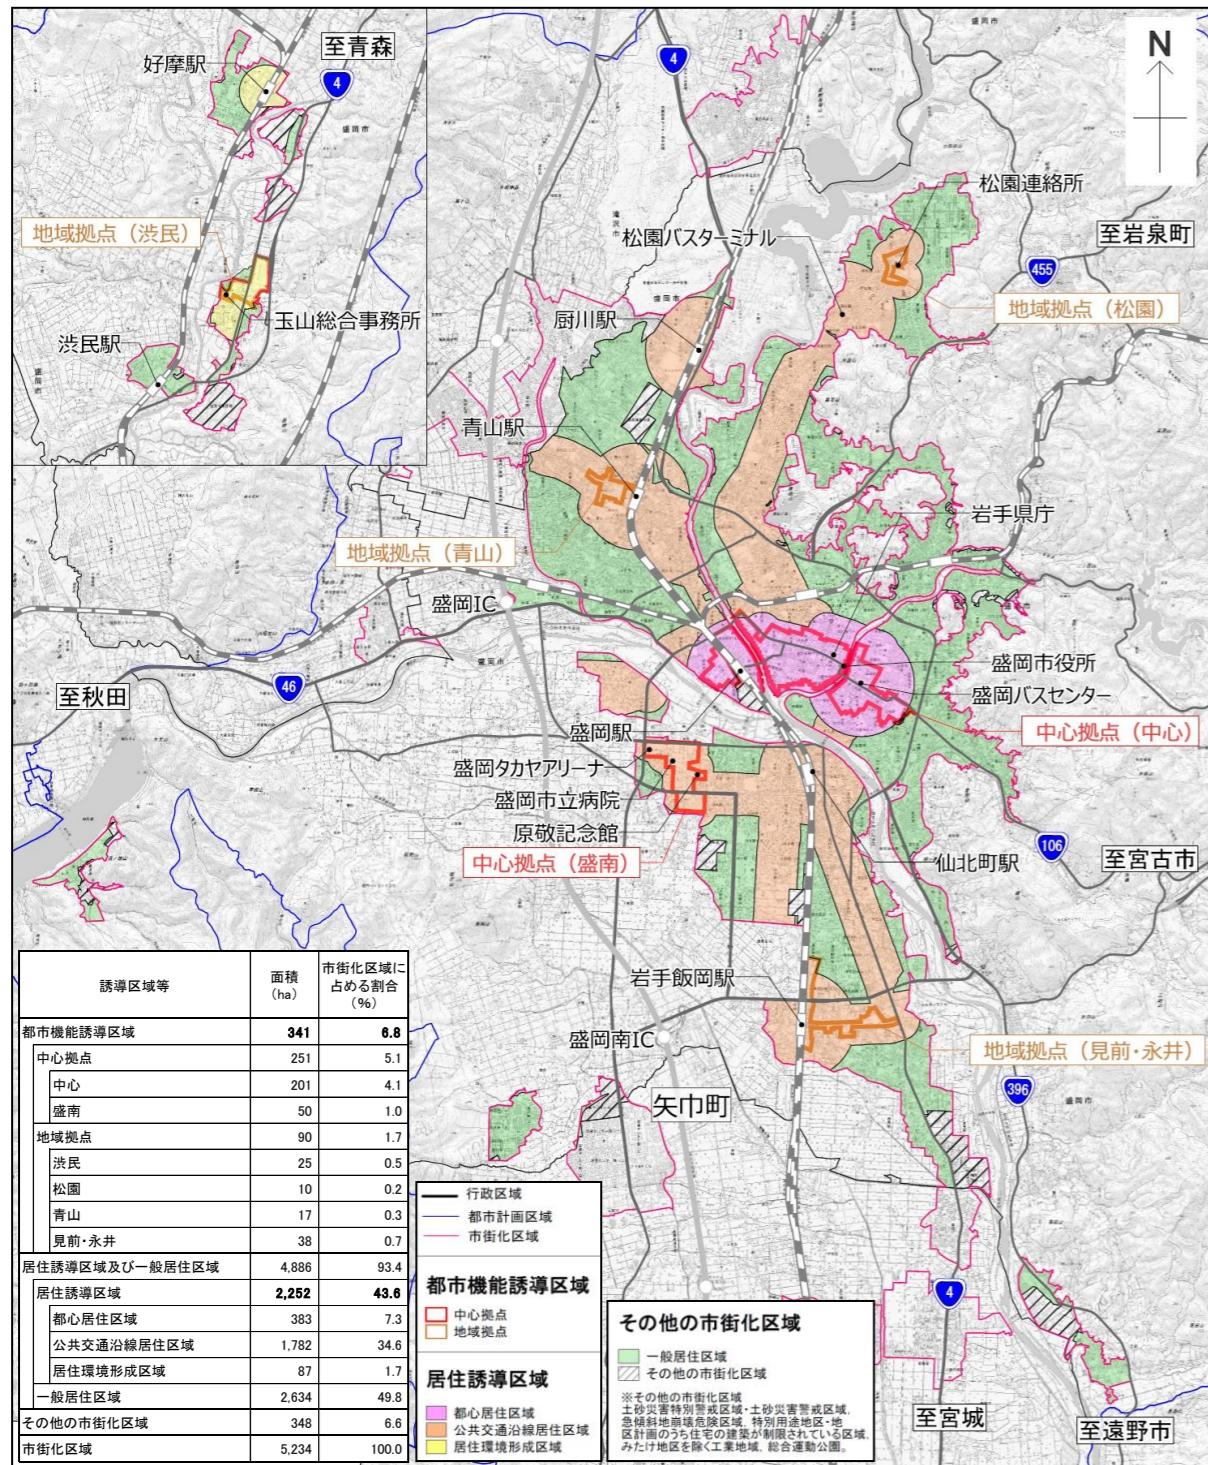 至青森
好摩駅
4
地域拠点（渋民）
玉山総合事務所
渋民駅
4
N
松園連絡所
松園バスターミナル
至岩泉町
455
地域拠点（松園）
厨川駅
青山駅
岩手県庁
地域拠点（青山）
盛岡IC
46
至秋田
盛岡市役所
盛岡バスセンター
中心拠点（中心）
盛岡駅
盛岡タカヤアリーナ
盛岡市立病院
原敬記念館
中心拠点（盛南）
仙北町駅
106
至宮古市
岩手飯岡駅
盛岡南IC
地域拠点（見前・永井）
396
矢巾町
4
至宮城
至遠野市
誘導区域等 面積（ha） 市街化区域に占める割合（%）
都市機能誘導区域 341 6.8
中心拠点 251 5.1
中心 201 4.1
盛南 50 1.0
地域拠点 90 1.7
渋民 25 0.5
松園 10 0.2
青山 17 0.3
見前・永井 38 0.7
居住誘導区域及び一般居住区域 4,886 93.4
居住誘導区域 2,252 43.6
都心居住区域 383 7.3
公共交通沿線居住区域 1,782 34.6
居住環境形成区域 87 1.7
一般居住区域 2,634 49.8
その他の市街化区域 348 6.6
市街化区域 5,234 100.0
行政区域
都市計画区域
市街化区域
都市機能誘導区域
中心拠点
地域拠点
居住誘導区域
都心居住区域
公共交通沿線居住区域
居住環境形成区域
その他の市街化区域
一般居住区域
その他の市街化区域
※その他の市街化区域
土砂災害特別警戒区域・土砂災害警戒区域，
急傾斜地崩壊危険区域，特別用途地区・地
区計画のうち住宅の建築が制限されている区域，
みたけ地区を除く工業地域，総合運動公園。